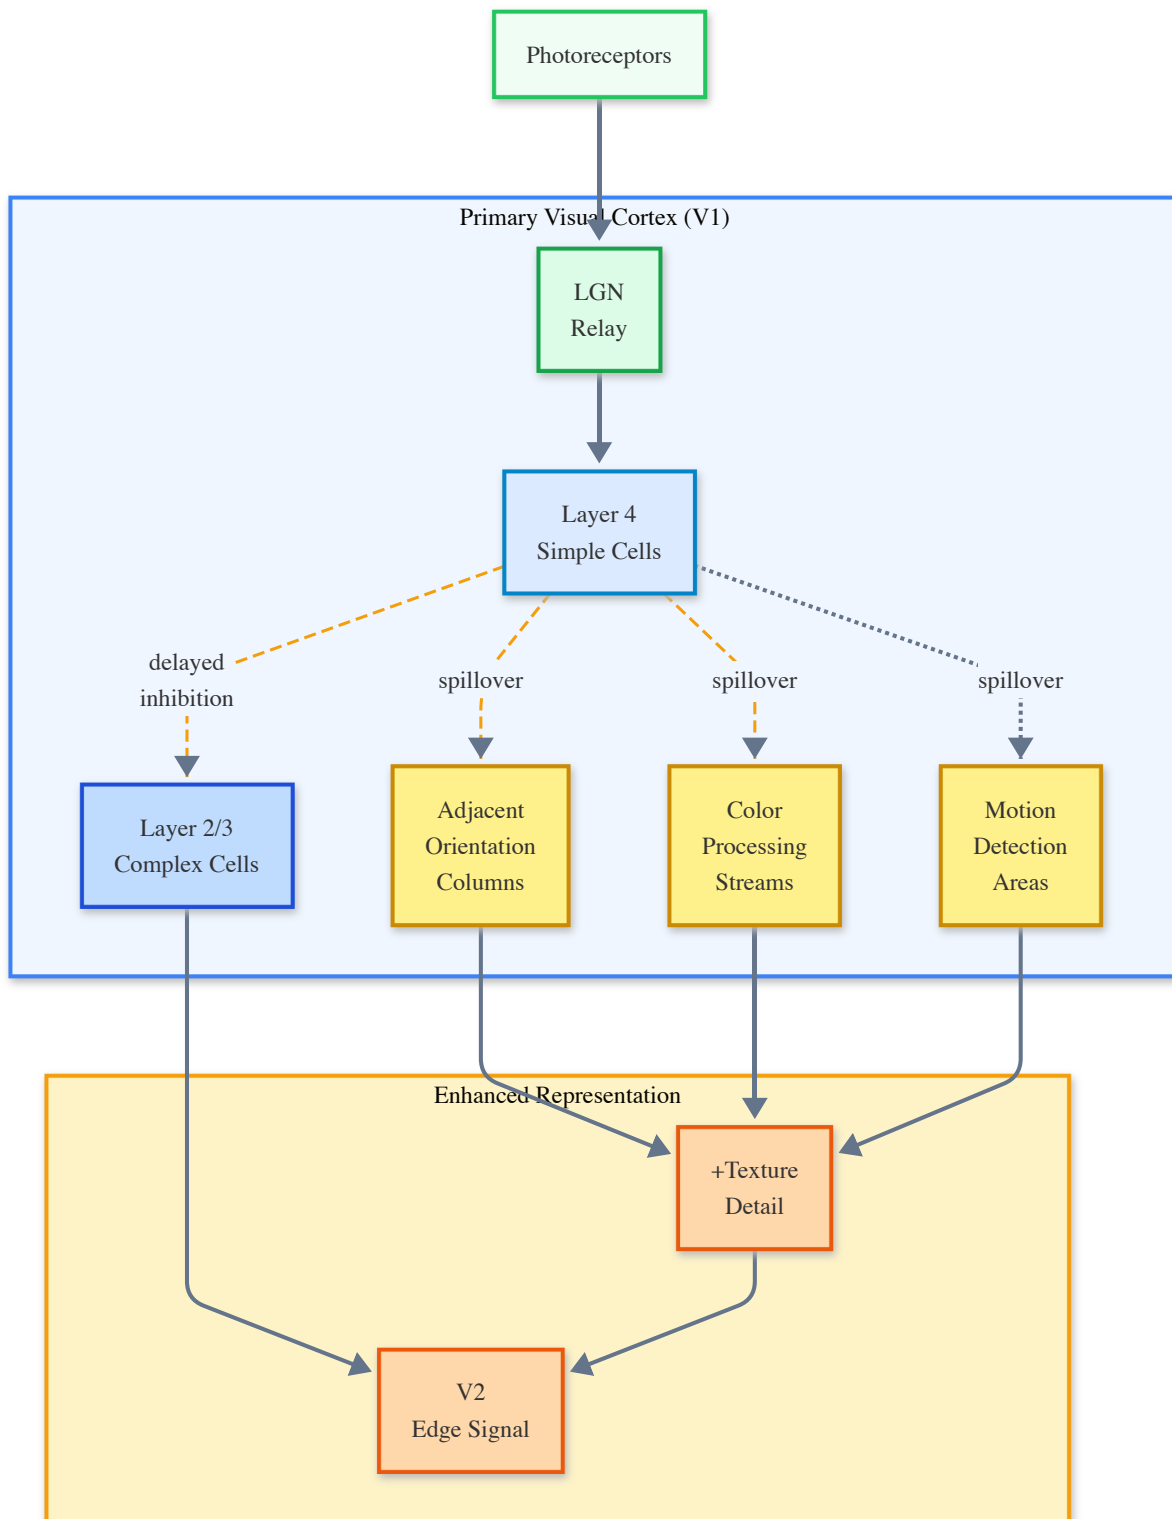 Photoreceptors
Primary Visual Cortex (V1)
LGN
Relay
Layer 4
Simple Cells
delayed
inhibition
spillover
spillover
spillover
Layer 2/3
Complex Cells
Adjacent
Orientation
Columns
Color
Processing
Streams
Motion
Detection
Areas
Enhanced Representation
+Texture
Detail
V2
Edge Signal